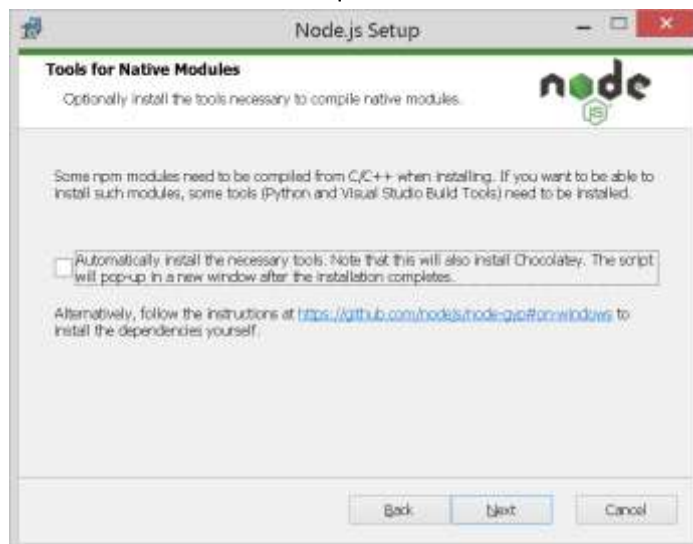 Node.js Setup
Tools for Native Modules
Optionally install the tools necessary to compile native modules.
node
JS
Some npm modules need to be compiled from C/C++ when installing. If you want to be able to
install such modules, some tools (Python and Visual Studio Build Tools) need to be installed.
Automatically install the necessary tools. Note that this will also install Chocolatey. The script
will pop-up in a new window after the installation completes.
Alternatively, follow the instructions at https://github.com/nodejs/node-gyp#on-windows to
install the dependencies yourself.
Back
Next
Cancel